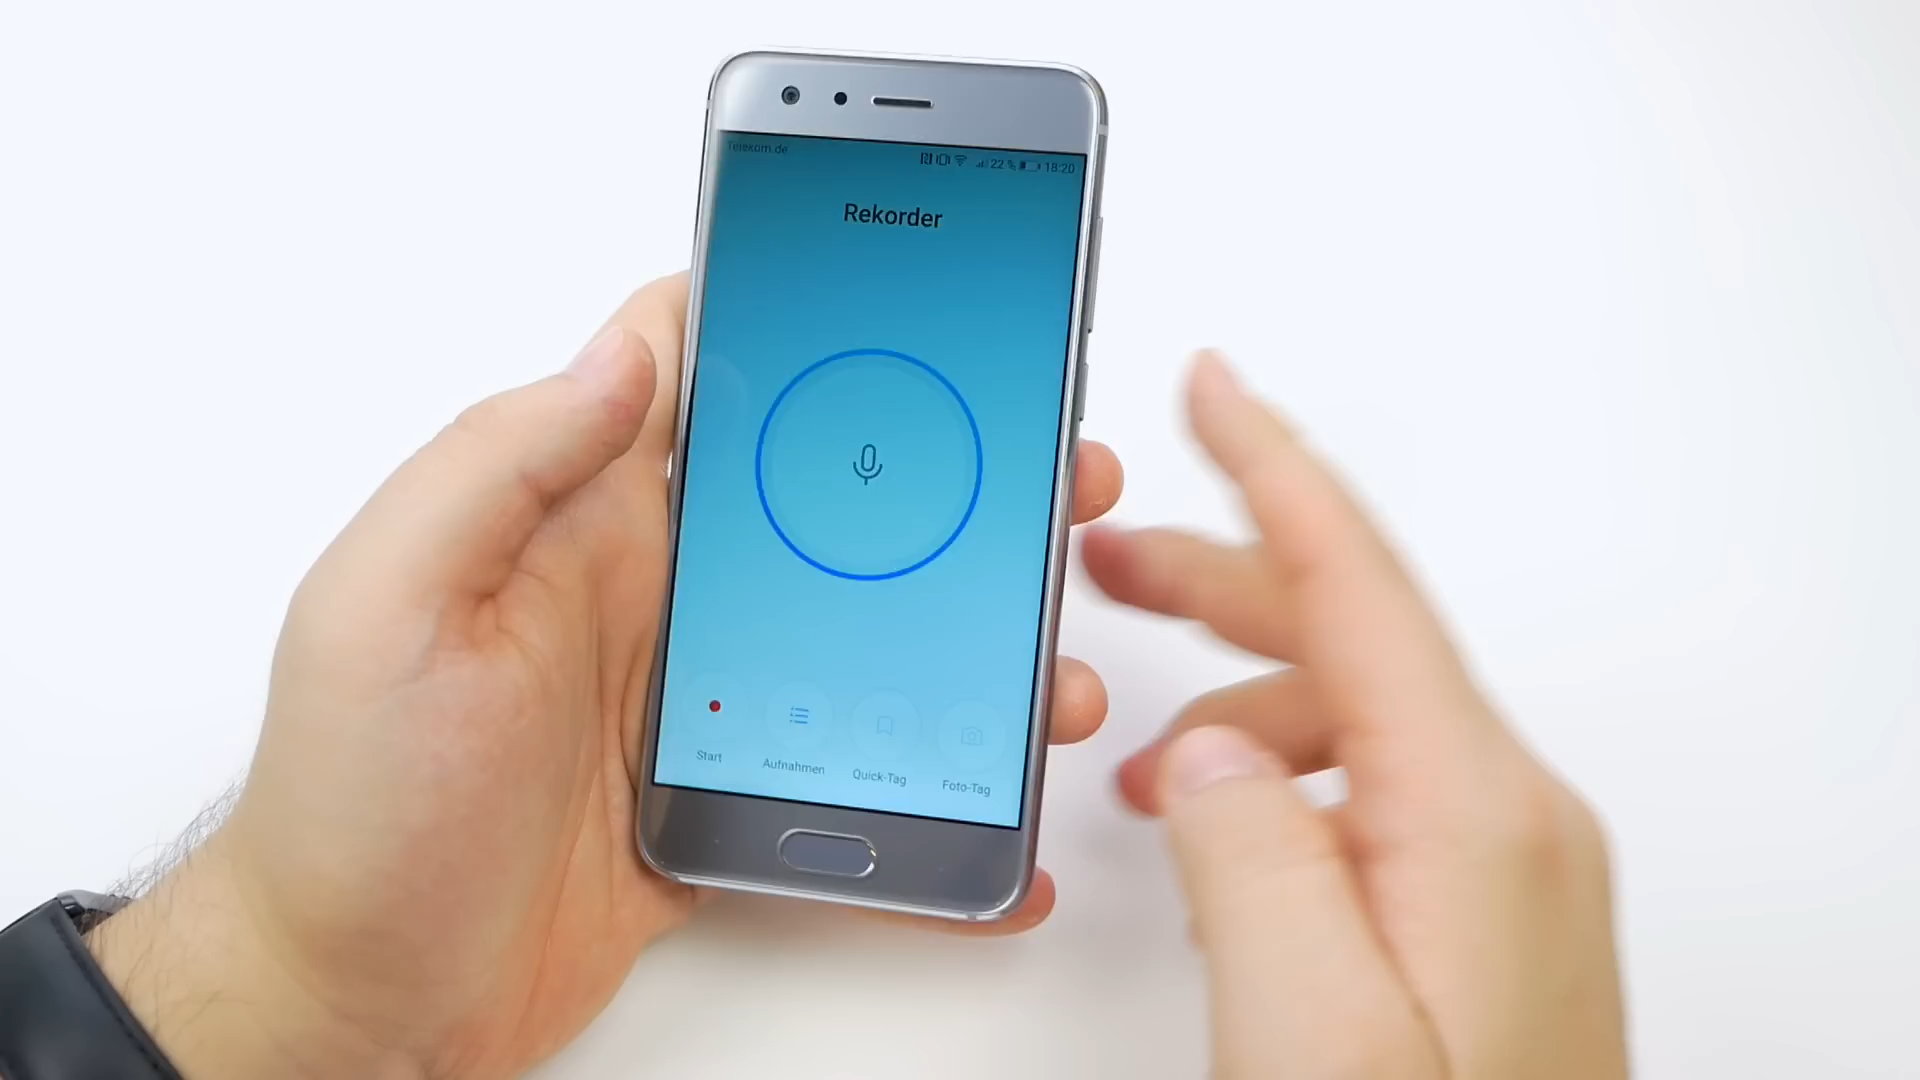 Telekom.de
22 % 18:20
Rekorder
Start
Aufnahmen
Quick-Tag
Foto-Tag